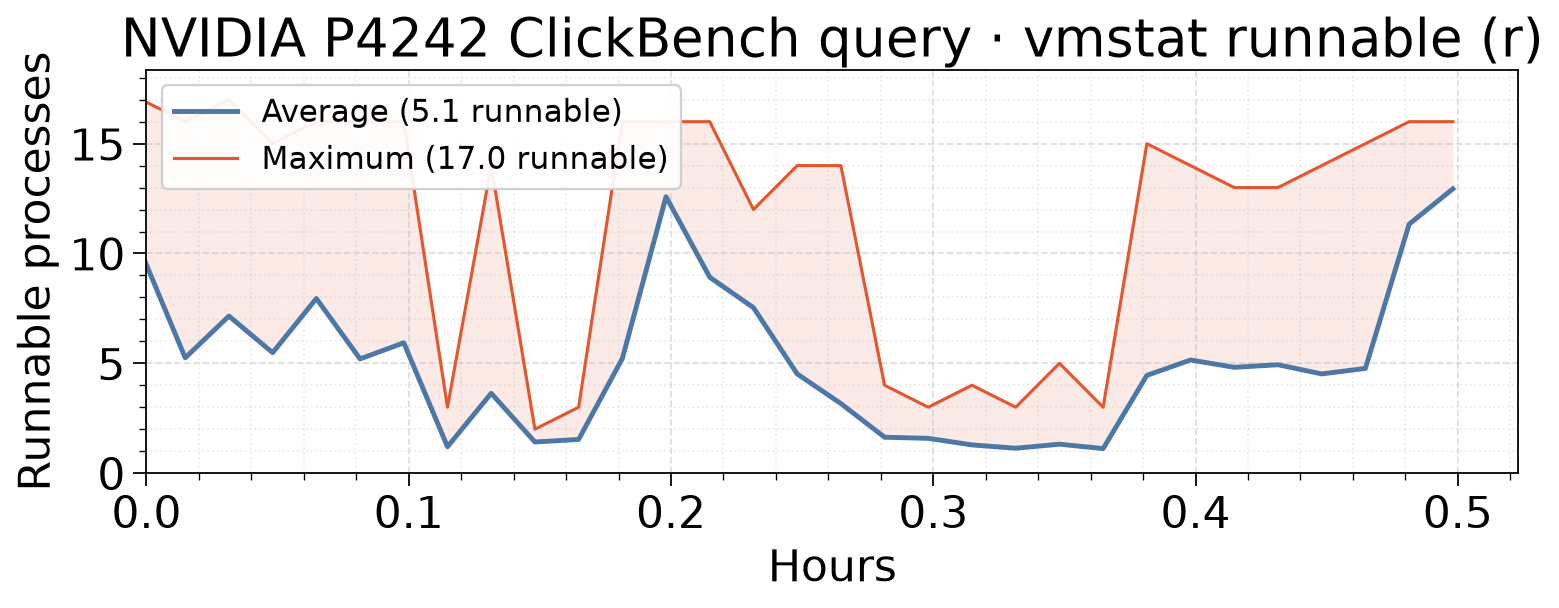 NVIDIA P4242 ClickBench query · vmstat runnable (r)
Runnable processes
Average (5.1 runnable)
Maximum (17.0 runnable)
15
10
5
0
0.0 0.1 0.2 0.3 0.4 0.5
Hours